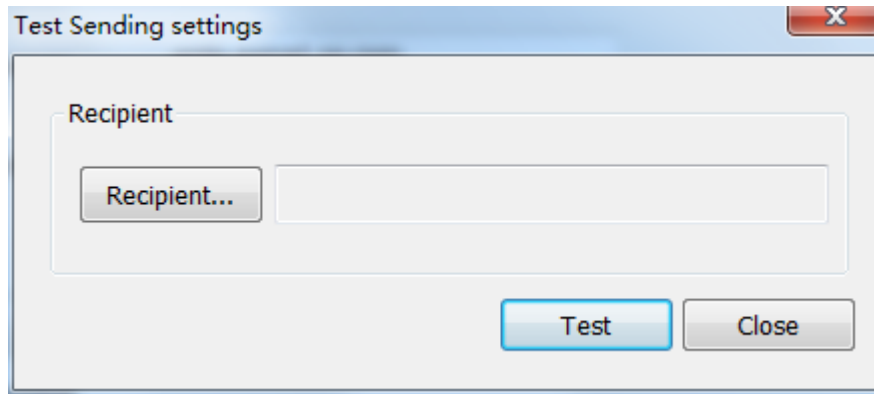 Test Sending settings
Recipient
Recipient...
Test
Close